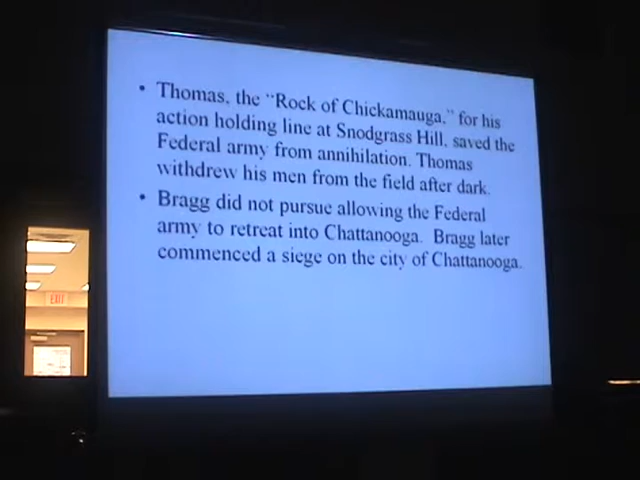 • Thomas, the “Rock of Chickamauga,” for his
action holding line at Snodgrass Hill, saved the
Federal army from annihilation. Thomas
withdrew his men from the field after dark.
• Bragg did not pursue allowing the Federal
army to retreat into Chattanooga. Bragg later
commenced a siege on the city of Chattanooga.
EXIT